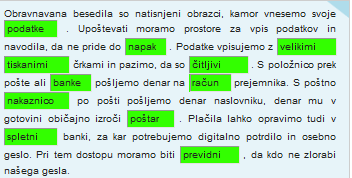 Obravnavana besedila so natisnjeni obrazci, kamor vnesemo svoje
podatke . Upoštevati moramo prostore za vpis podatkov in
navodila, da ne pride do napak . Podatke vpisujemo z velikimi
tiskanimi črkami in pazimo, da so čitljivi . S položnico prek
pošte ali banke pošljemo denar na račun prejemnika. S poštno
nakaznico po pošti pošljemo denar naslovniku, denar mu v
gotovini običajno izroči poštar . Plačila lahko opravimo tudi v
spletni banki, za kar potrebujemo digitalno potrdilo in osebno
geslo. Pri tem dostopu moramo biti previdni , da kdo ne zlorabi
našega gesla.